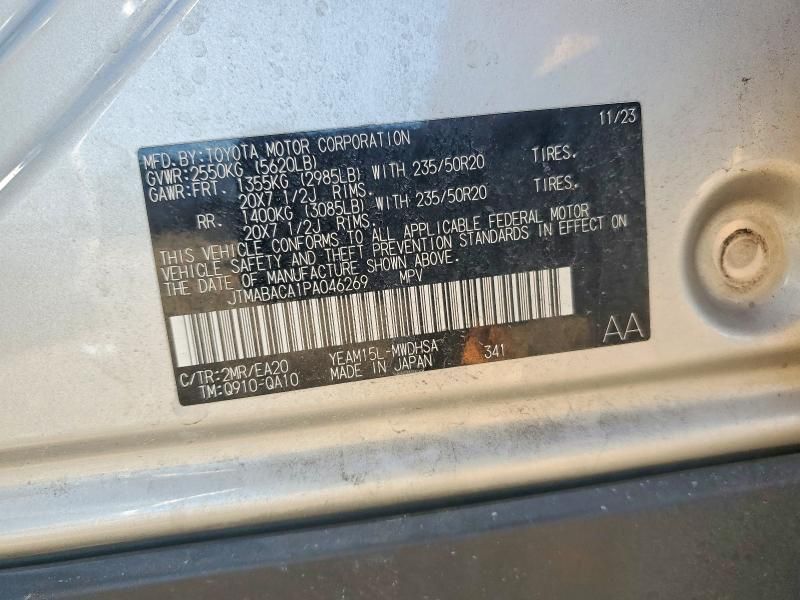 MFD.BY:TOYOTA MOTOR CORPORATION 11/23
GVWR:2550KG (5620LB)
GAWR:FRT. 1355KG (2985LB) WITH 235/50R20 TIRES.
20X7 1/2J RIMS.
RR. 1400KG (3085LB) WITH 235/50R20 TIRES.
20X7 1/2J RIMS.
THIS VEHICLE CONFORMS TO ALL APPLICABLE FEDERAL MOTOR
VEHICLE SAFETY AND THEFT PREVENTION STANDARDS IN EFFECT ON
THE DATE OF MANUFACTURE SHOWN ABOVE.
JTMABACA1PA046269 MPV
AA
C/TR:2MR/EA20 YEAM15L-MWDHSA 341
TM:Q910-QA10 MADE IN JAPAN